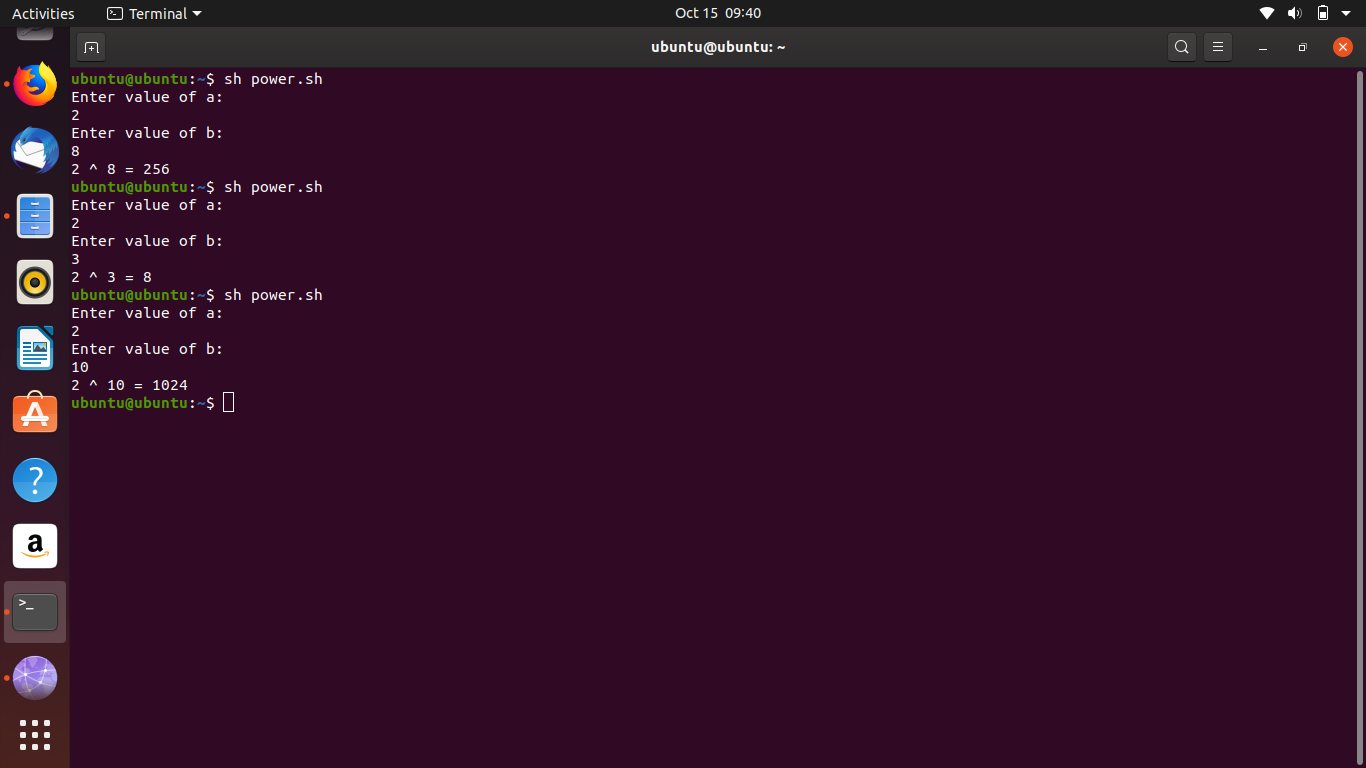 Activities
Terminal
Oct 15 09:40
ubuntu@ubuntu: ~
ubuntu@ubuntu:~$ sh power.sh
Enter value of a:
2
Enter value of b:
8
2 ^ 8 = 256
ubuntu@ubuntu:~$ sh power.sh
Enter value of a:
2
Enter value of b:
3
2 ^ 3 = 8
ubuntu@ubuntu:~$ sh power.sh
Enter value of a:
2
Enter value of b:
10
2 ^ 10 = 1024
ubuntu@ubuntu:~$